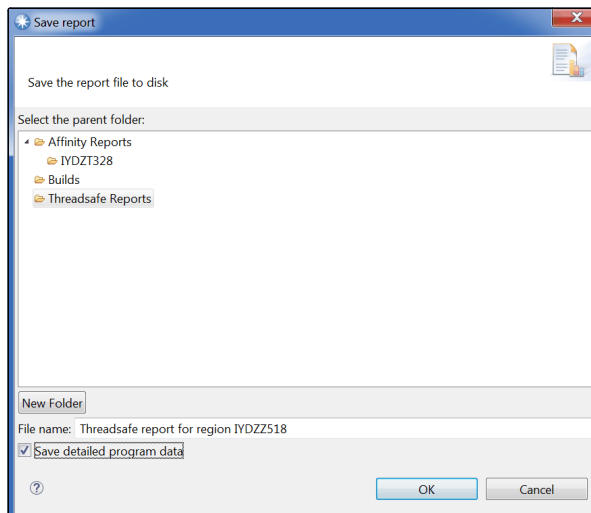 Save report
Save the report file to disk
Select the parent folder:
Affinity Reports
IYDZT328
Builds
Threadsafe Reports
New Folder
File name: Threadsafe report for region IYDZZ518
Save detailed program data
OK Cancel